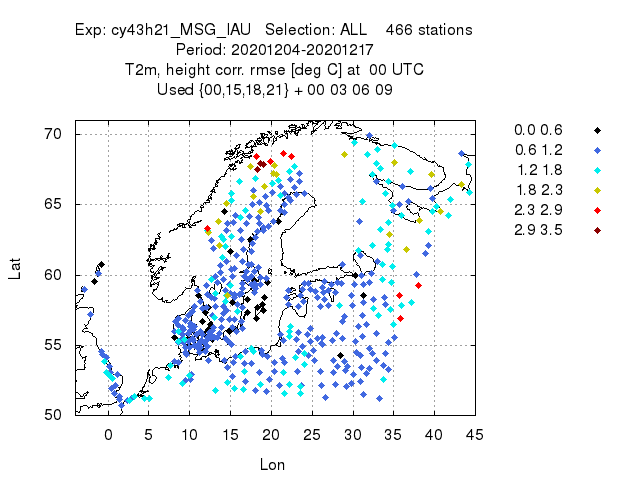 Exp: cy43h21_MSG_IAU Selection: ALL 466 stations
Period: 20201204-20201217
T2m, height corr. rmse [deg C] at 00 UTC
Used {00,15,18,21} + 00 03 06 09
70
65
60
55
50
Lat
0 5 10 15 20 25 30 35 40 45
Lon
0.0 0.6
0.6 1.2
1.2 1.8
1.8 2.3
2.3 2.9
2.9 3.5